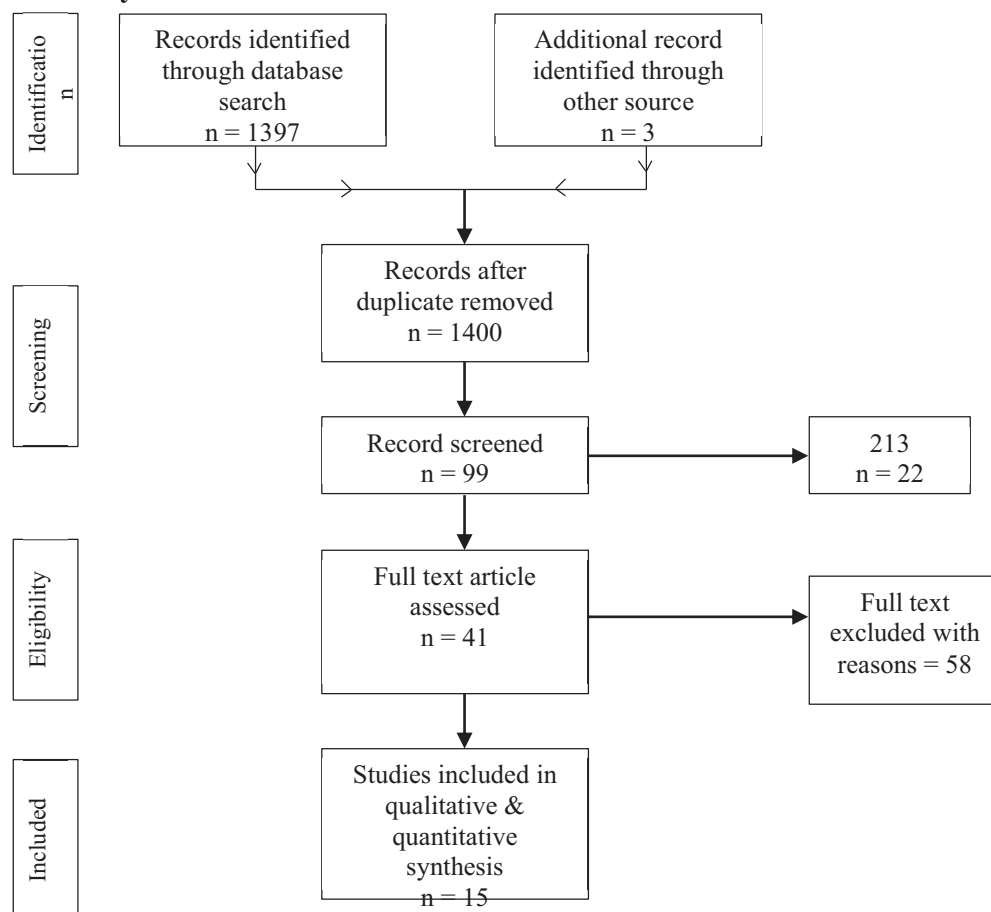 Identificatio
n
Records identified
through database
search
n = 1397
Additional record
identified through
other source
n = 3
Records after
duplicate removed
n = 1400
Screening
Record screened
n = 99
213
n = 22
Eligibility
Full text article
assessed
n = 41
Full text
excluded with
reasons = 58
Included
Studies included in
qualitative &
quantitative
synthesis
n = 15